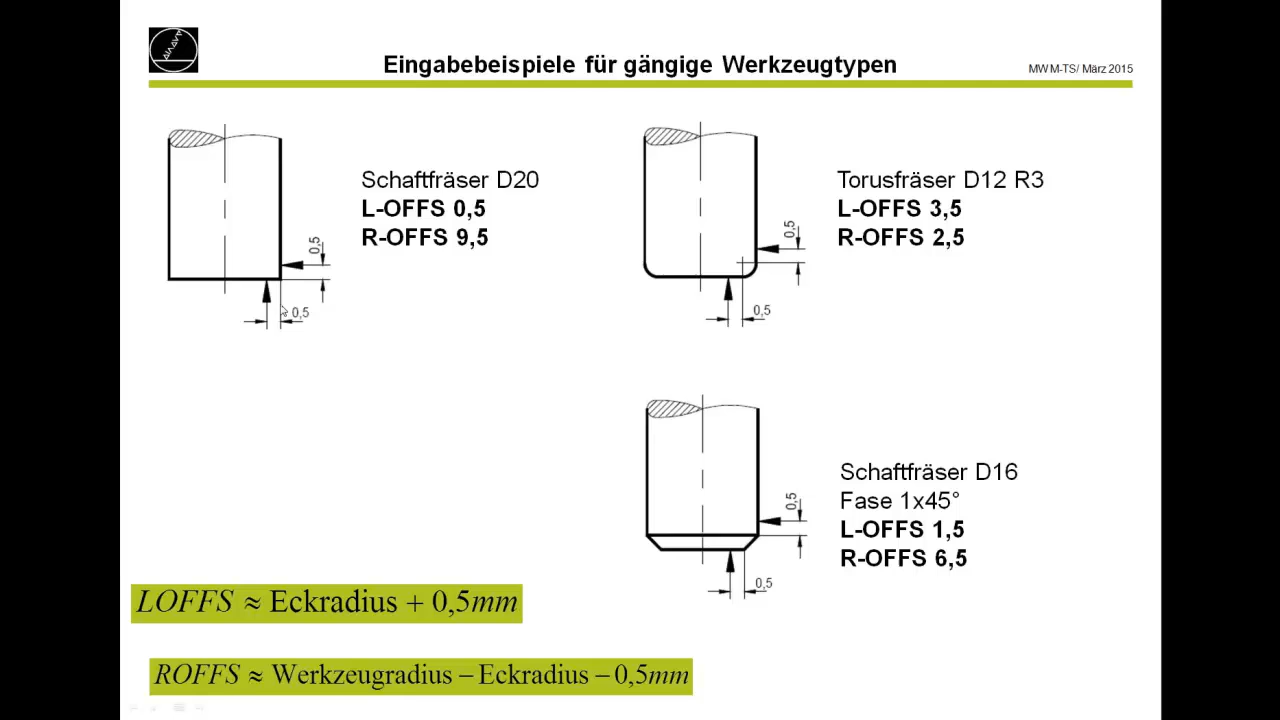 Eingabebeispiele für gängige Werkzeugtypen
MWM-TS/ März 2015
Schaftfräser D20
L-OFFS 0,5
R-OFFS 9,5
0,5
0,5
Torusfräser D12 R3
L-OFFS 3,5
R-OFFS 2,5
0,5
0,5
Schaftfräser D16
Fase 1x45°
L-OFFS 1,5
R-OFFS 6,5
0,5
0,5
LOFFS ≈ Eckradius + 0,5mm
ROFFS ≈ Werkzeugradius − Eckradius − 0,5mm